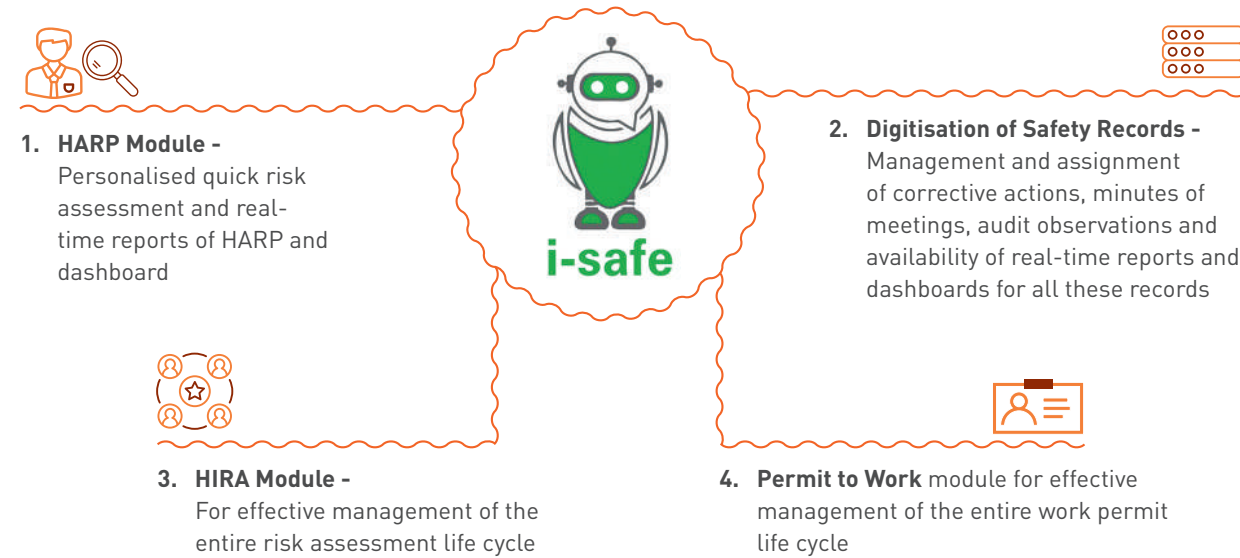 i-safe
1. HARP Module -
Personalised quick risk
assessment and real-
time reports of HARP and
dashboard
2. Digitisation of Safety Records -
Management and assignment
of corrective actions, minutes of
meetings, audit observations and
availability of real-time reports and
dashboards for all these records
3. HIRA Module -
For effective management of the
entire risk assessment life cycle
4. Permit to Work module for effective
management of the entire work permit
life cycle